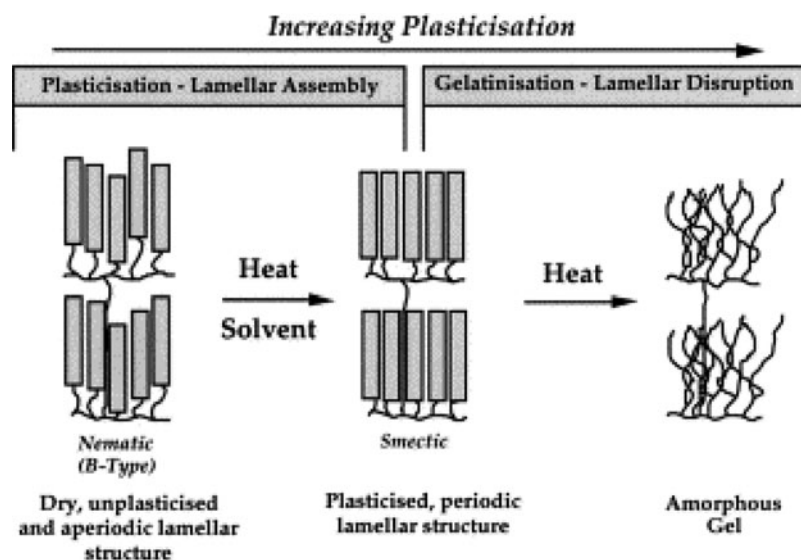 Increasing Plasticisation
Plasticisation - Lamellar Assembly
Gelatinisation - Lamellar Disruption
Heat
Solvent
Heat
Nematic
(B-Type)
Smectic
Dry, unplasticised
and aperiodic lamellar
structure
Plasticised, periodic
lamellar structure
Amorphous
Gel